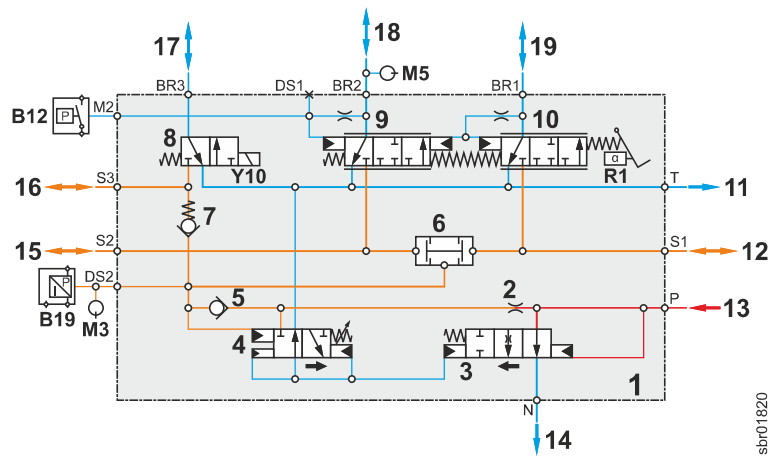 17 18 19
BR3 DS1 BR2 M5 BR1
B12 P M2
8 9 10
Y10 α R1
16 S3 T 11
7
15 S2 6 S1 12
P DS2
B19 M3
5 2 P 13
4 3 1
N
14
sbr01820